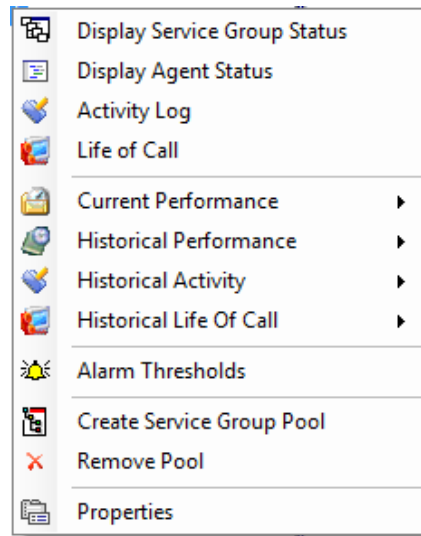 Display Service Group Status
Display Agent Status
Activity Log
Life of Call
Current Performance
Historical Performance
Historical Activity
Historical Life Of Call
Alarm Thresholds
Create Service Group Pool
Remove Pool
Properties